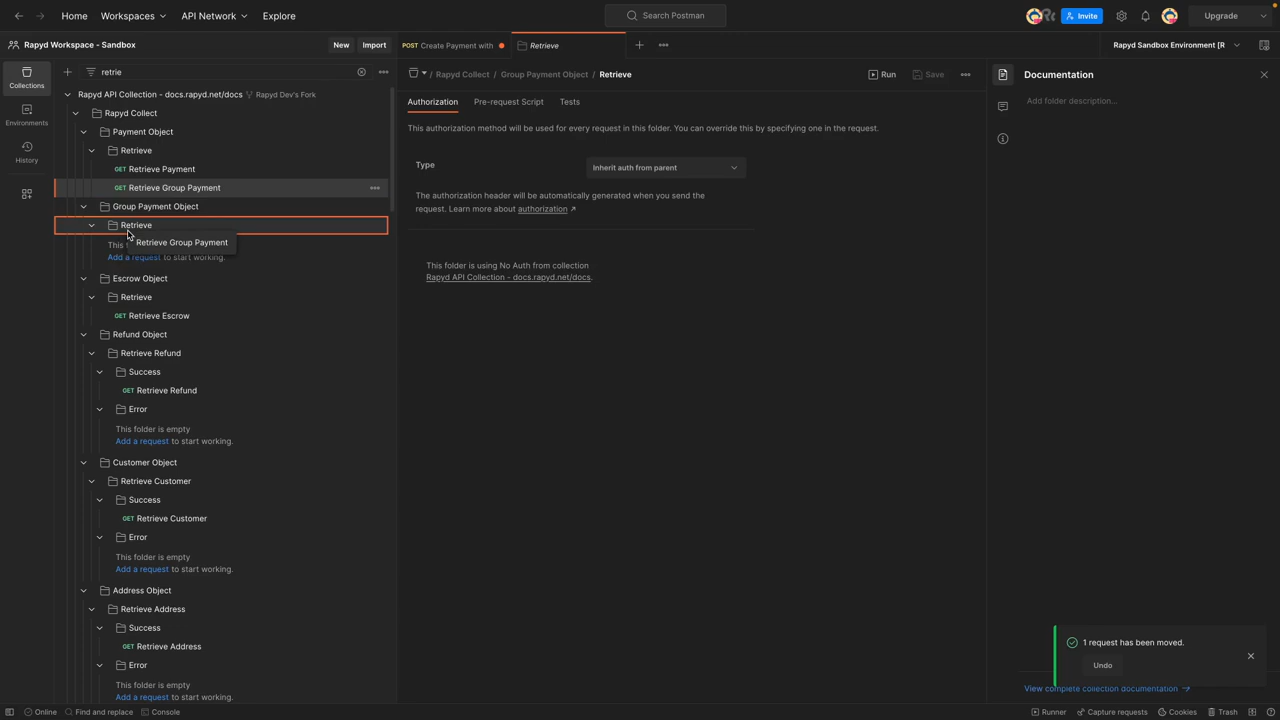 Home Workspaces API Network Explore Search Postman Invite Upgrade
Rapyd Workspace - Sandbox New Import POST Create Payment with Retrieve Rapyd Sandbox Environment [R
Collections
Environments
History
retrie
Rapyd API Collection - docs.rapyd.net/docs Rapyd Dev's Fork
Rapyd Collect
Payment Object
Retrieve
GET Retrieve Payment
GET Retrieve Group Payment
Group Payment Object
Retrieve
Retrieve Group Payment
This f
Add a request to start working.
Escrow Object
Retrieve
GET Retrieve Escrow
Refund Object
Retrieve Refund
Success
GET Retrieve Refund
Error
This folder is empty
Add a request to start working.
Customer Object
Retrieve Customer
Success
GET Retrieve Customer
Error
This folder is empty
Add a request to start working.
Address Object
Retrieve Address
Success
GET Retrieve Address
Error
This folder is empty
Add a request to start working.
/ Rapyd Collect / Group Payment Object / Retrieve Run Save
Authorization Pre-request Script Tests
This authorization method will be used for every request in this folder. You can override this by specifying one in the request.
Type Inherit auth from parent
The authorization header will be automatically generated when you send the
request. Learn more about authorization ↗
This folder is using No Auth from collection
Rapyd API Collection - docs.rapyd.net/docs.
Documentation
Add folder description...
1 request has been moved.
Undo
View complete collection documentation →
Online Find and replace Console Runner Capture requests Cookies Trash